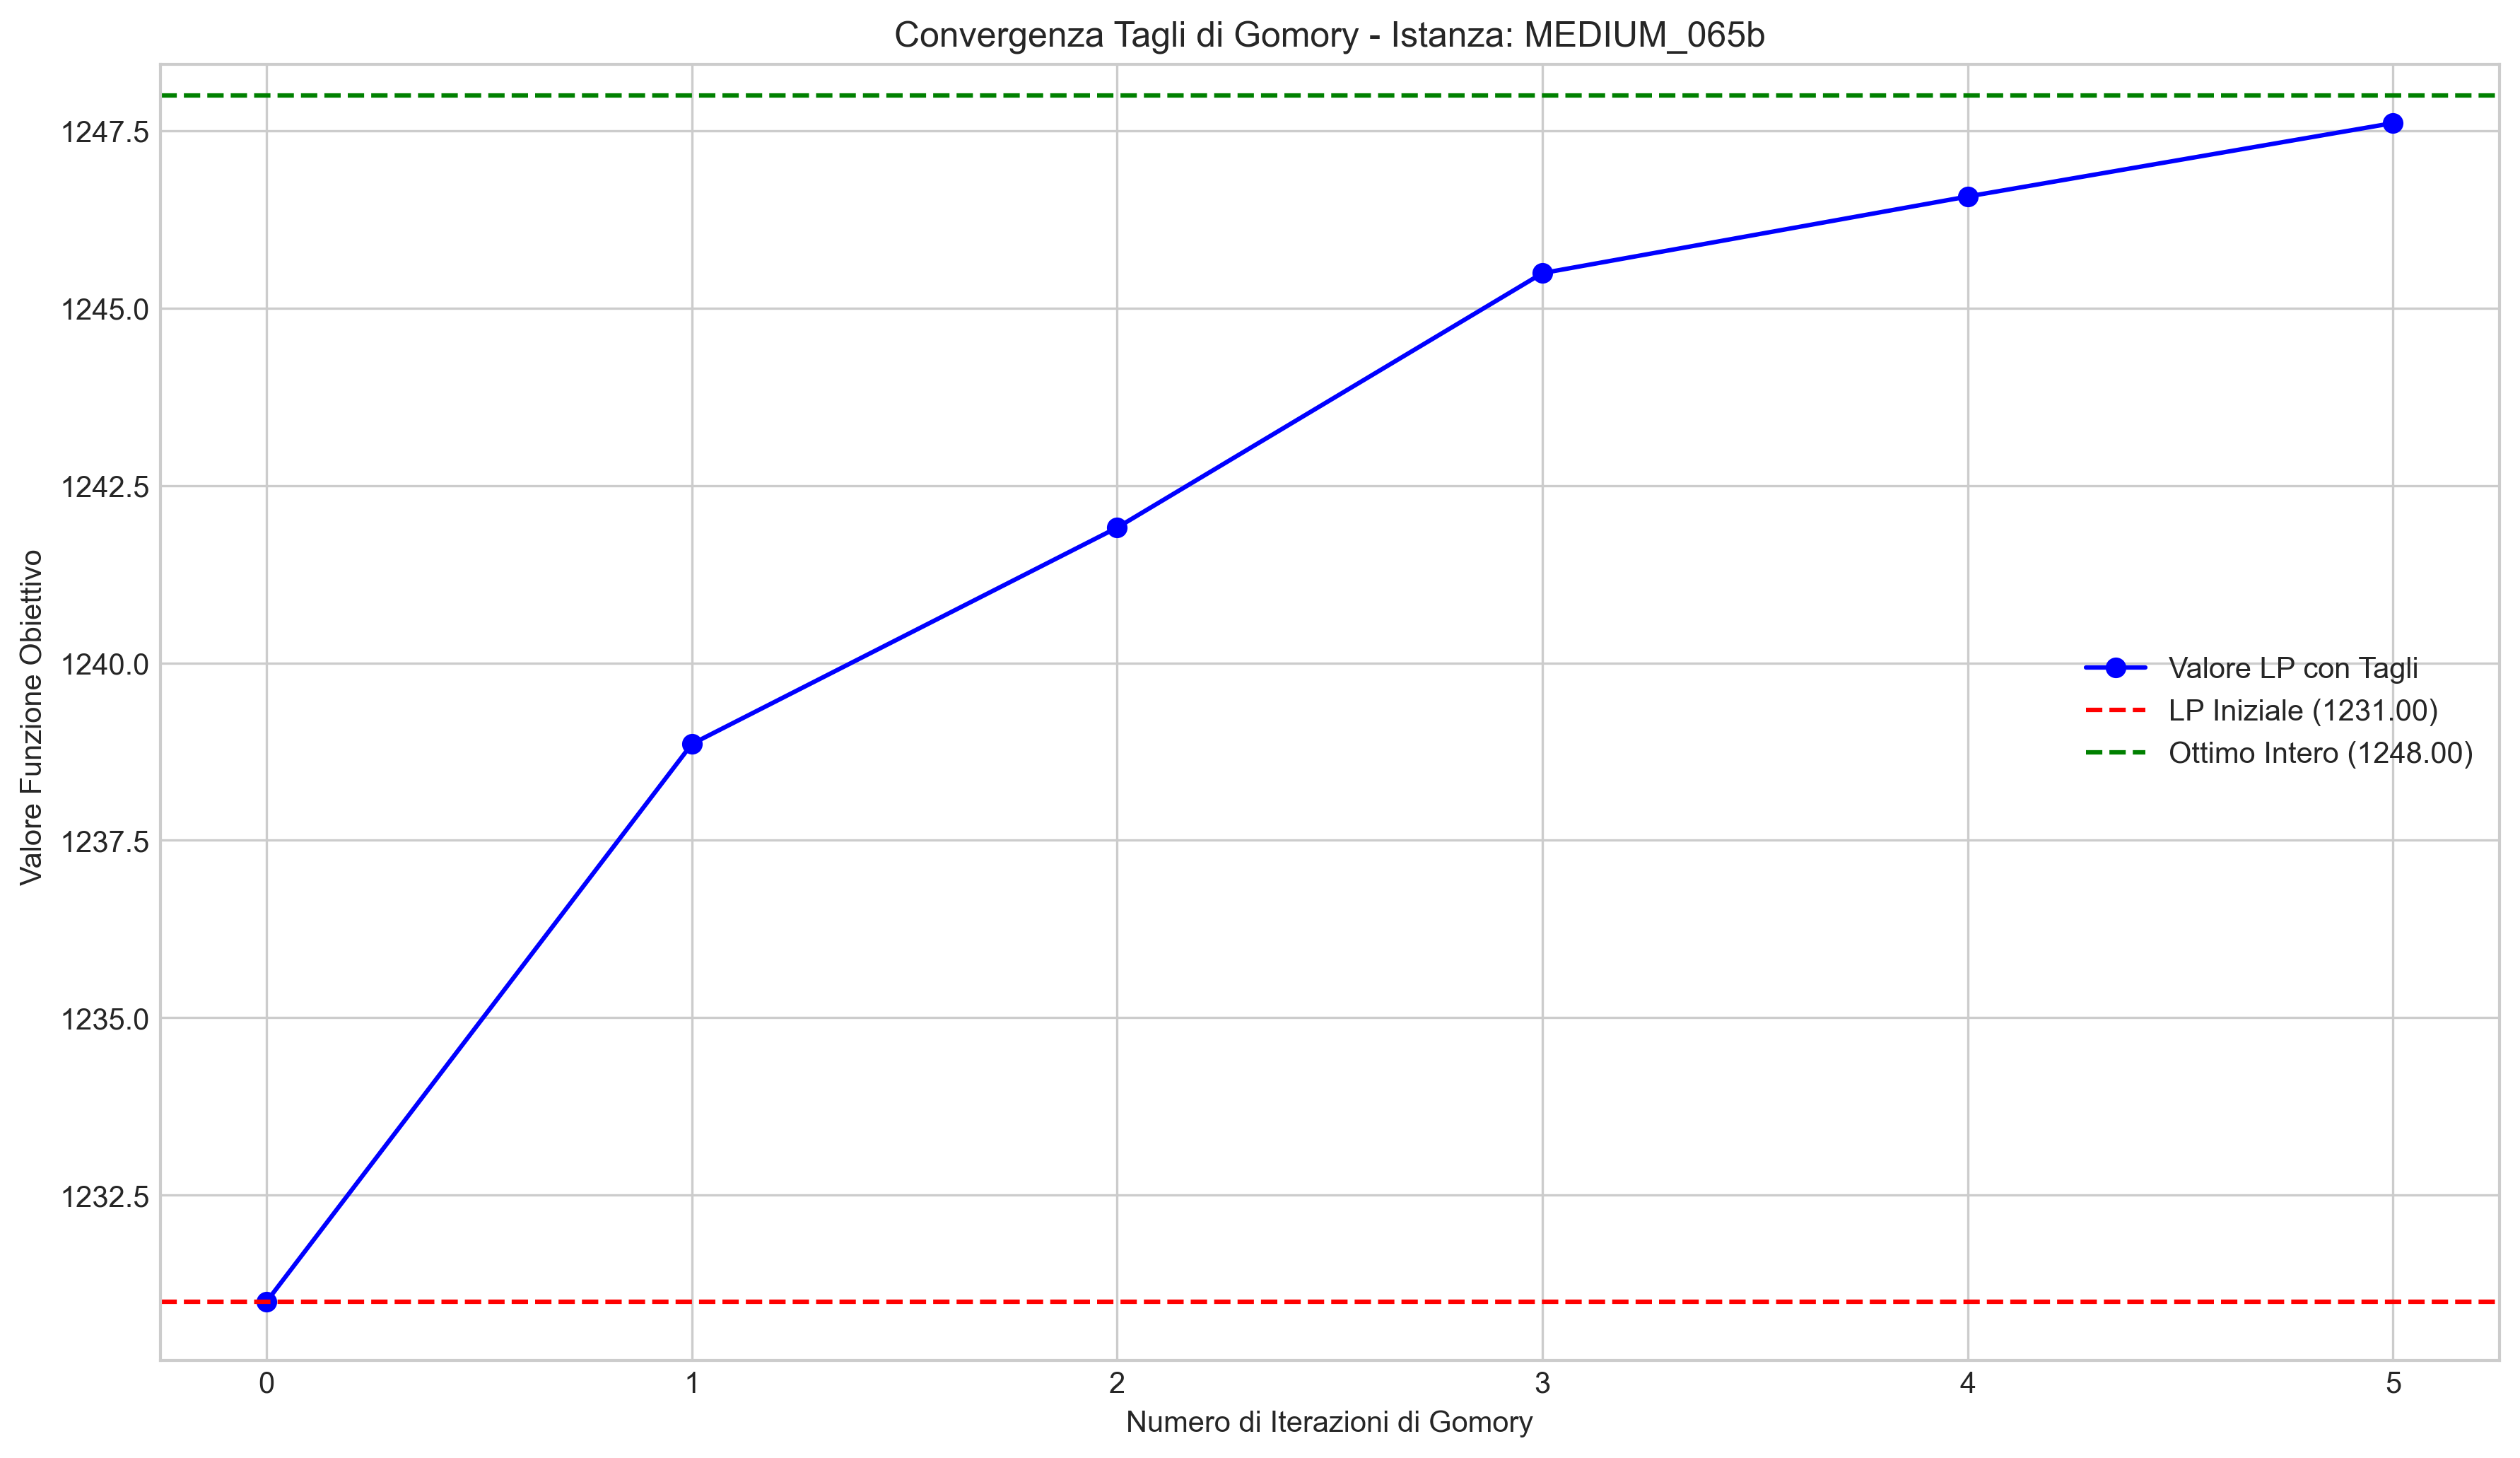 Convergenza Tagli di Gomory - Istanza: MEDIUM_065b
Valore Funzione Obiettivo
1247.5
1245.0
1242.5
1240.0
1237.5
1235.0
1232.5
Valore LP con Tagli
LP Iniziale (1231.00)
Ottimo Intero (1248.00)
0 1 2 3 4 5
Numero di Iterazioni di Gomory